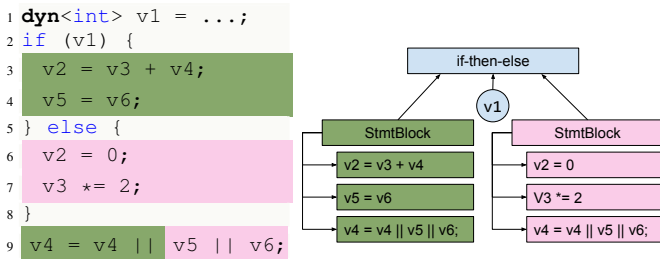 1 dyn<int> v1 = ...;
2 if (v1) {
3 v2 = v3 + v4;
4 v5 = v6;
5 } else {
6 v2 = 0;
7 v3 *= 2;
8 }
9 v4 = v4 || v5 || v6;
if-then-else
v1
StmtBlock
v2 = v3 + v4
v5 = v6
v4 = v4 || v5 || v6;
StmtBlock
v2 = 0
V3 *= 2
v4 = v4 || v5 || v6;